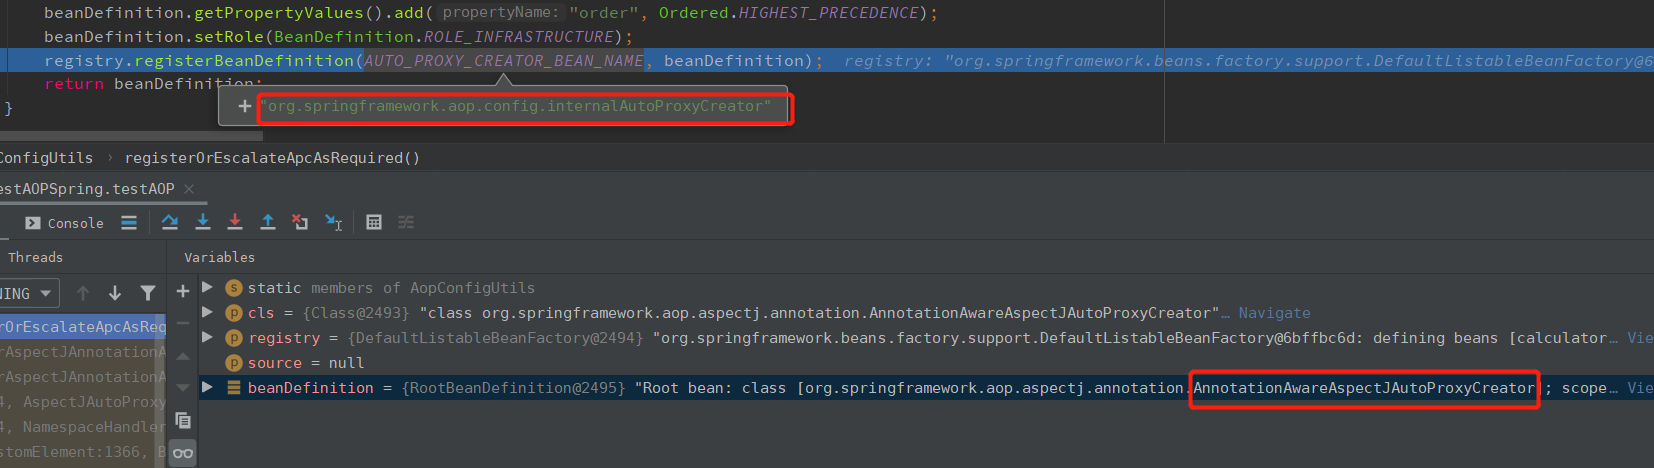 beanDefinition.getPropertyValues().add( propertyName: "order", Ordered.HIGHEST_PRECEDENCE);
beanDefinition.setRole(BeanDefinition.ROLE_INFRASTRUCTURE);
registry.registerBeanDefinition(AUTO_PROXY_CREATOR_BEAN_NAME, beanDefinition); registry: "org.springframework.beans.factory.support.DefaultListableBeanFactory@6
return beanDefinition;
+ "org.springframework.aop.config.internalAutoProxyCreator"
}
ConfigUtils › registerOrEscalateApcAsRequired()
estAOPSpring.testAOP ×
Console
Threads
Variables
NING
static members of AopConfigUtils
cls = {Class@2493} "class org.springframework.aop.aspectj.annotation.AnnotationAwareAspectJAutoProxyCreator"… Navigate
rOrEscalateApcAsReq
registry = {DefaultListableBeanFactory@2494} "org.springframework.beans.factory.support.DefaultListableBeanFactory@6bffbc6d: defining beans [calculator… Vie
rAspectJAnnotationA
source = null
rAspectJAnnotationA
beanDefinition = {RootBeanDefinition@2495} "Root bean: class [org.springframework.aop.aspectj.annotation.AnnotationAwareAspectJAutoProxyCreator]; scope… Vie
4, AspectJAutoProxy
4, NamespaceHandler
stomElement:1366, B